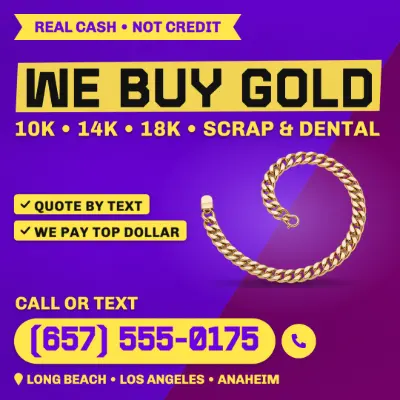 REAL CASH • NOT CREDIT
WE BUY GOLD
10K • 14K • 18K • SCRAP & DENTAL
QUOTE BY TEXT
WE PAY TOP DOLLAR
CALL OR TEXT
(657) 555-0175
LONG BEACH • LOS ANGELES • ANAHEIM